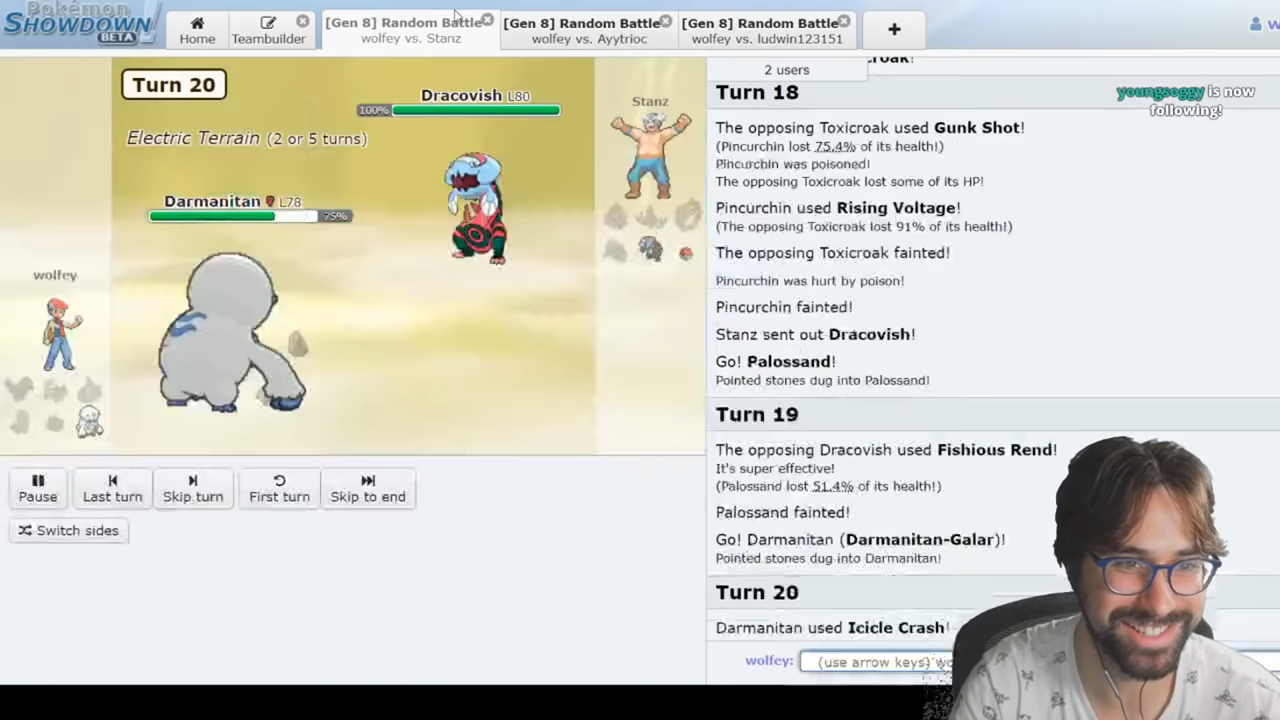 Pokémon
SHOWDOWN
BETA
Home
Teambuilder
[Gen 8] Random Battle
wolfey vs. Stanz
[Gen 8] Random Battle
wolfey vs. Ayytrioc
[Gen 8] Random Battle
wolfey vs. ludwin123151
+
w
Turn 20
Electric Terrain (2 or 5 turns)
Dracovish L80
100%
Darmanitan L78
75%
Stanz
wolfey
Pause
Last turn
Skip turn
First turn
Skip to end
Switch sides
2 users
croak!
youngsoggy is now
following!
Turn 18
The opposing Toxicroak used Gunk Shot!
(Pincurchin lost 75.4% of its health!)
Pincurchin was poisoned!
The opposing Toxicroak lost some of its HP!
Pincurchin used Rising Voltage!
(The opposing Toxicroak lost 91% of its health!)
The opposing Toxicroak fainted!
Pincurchin was hurt by poison!
Pincurchin fainted!
Stanz sent out Dracovish!
Go! Palossand!
Pointed stones dug into Palossand!
Turn 19
The opposing Dracovish used Fishious Rend!
It's super effective!
(Palossand lost 51.4% of its health!)
Palossand fainted!
Go! Darmanitan (Darmanitan-Galar)!
Pointed stones dug into Darmanitan!
Turn 20
Darmanitan used Icicle Crash!
wolfey: (use arrow keys)